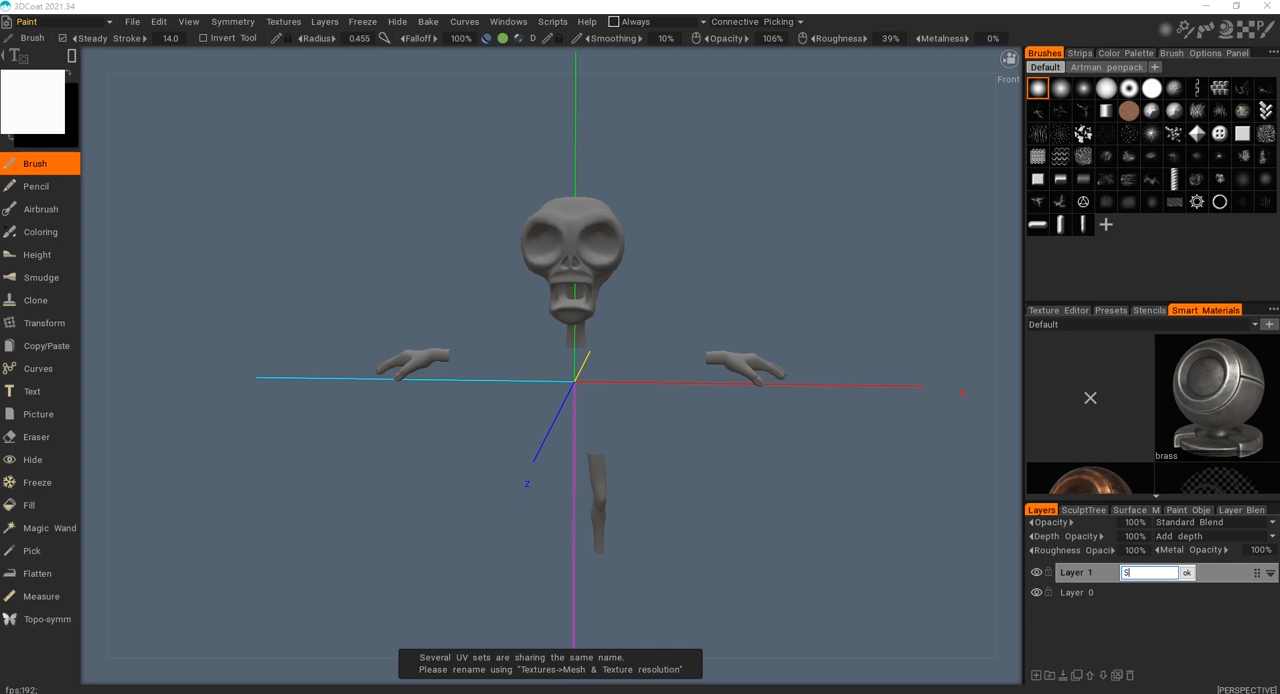 3DCoat 2021.34
Paint File Edit View Symmetry Textures Layers Freeze Hide Bake Curves Windows Scripts Help Always Connective Picking
Brush Steady Stroke 14.0 Invert Tool Radius 0.455 Falloff 100% D Smoothing 10% Opacity 106% Roughness 39% Metalness 0%
T
Front
Brush
Pencil
Airbrush
Coloring
Height
Smudge
Clone
Transform
Copy/Paste
Curves
Text
Picture
Eraser
Hide
Freeze
Fill
Magic Wand
Pick
Flatten
Measure
Topo-symm
fps:192;
X
Z
Several UV sets are sharing the same name.
Please rename using "Textures->Mesh & Texture resolution"
[PERSPECTIVE]
Brushes Strips Color Palette Brush Options Panel
Default Artman penpack
Texture Editor Presets Stencils Smart Materials
Default
brass
Layers SculptTree Surface M Paint Obje Layer Blen
Opacity 100% Standard Blend
Depth Opacity 100% Add depth
Roughness Opaci 100% Metal Opacity 100%
Layer 1 S ok
Layer 0